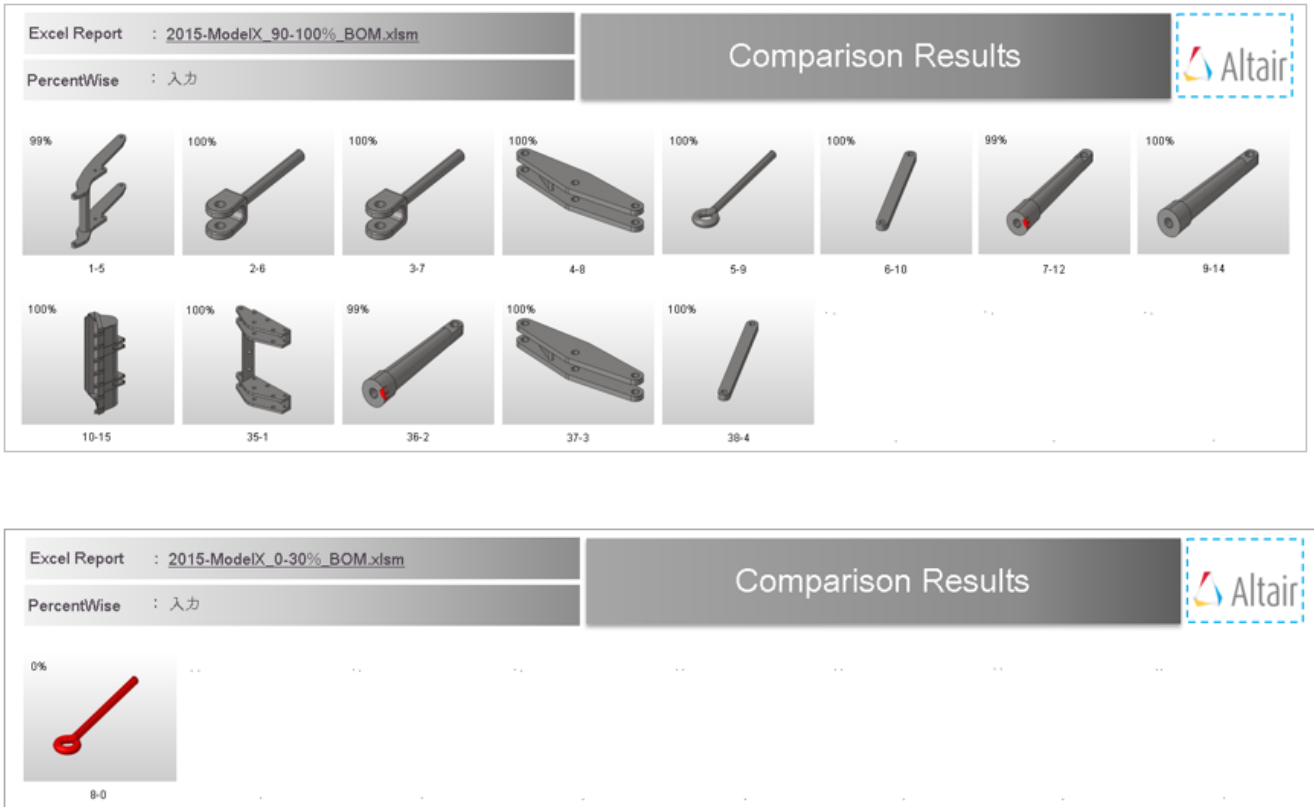 Excel Report : 2015-ModelX_90-100%_BOM.xlsm
Comparison Results
Altair
PercentWise : 入力
99% 100% 100% 100% 100% 100% 99% 100%
1-5 2-6 3-7 4-8 5-9 6-10 7-12 9-14
100% 100% 99% 100% 100%
10-15 35-1 36-2 37-3 38-4
Excel Report : 2015-ModelX_0-30%_BOM.xlsm
Comparison Results
Altair
PercentWise : 入力
0%
8-0